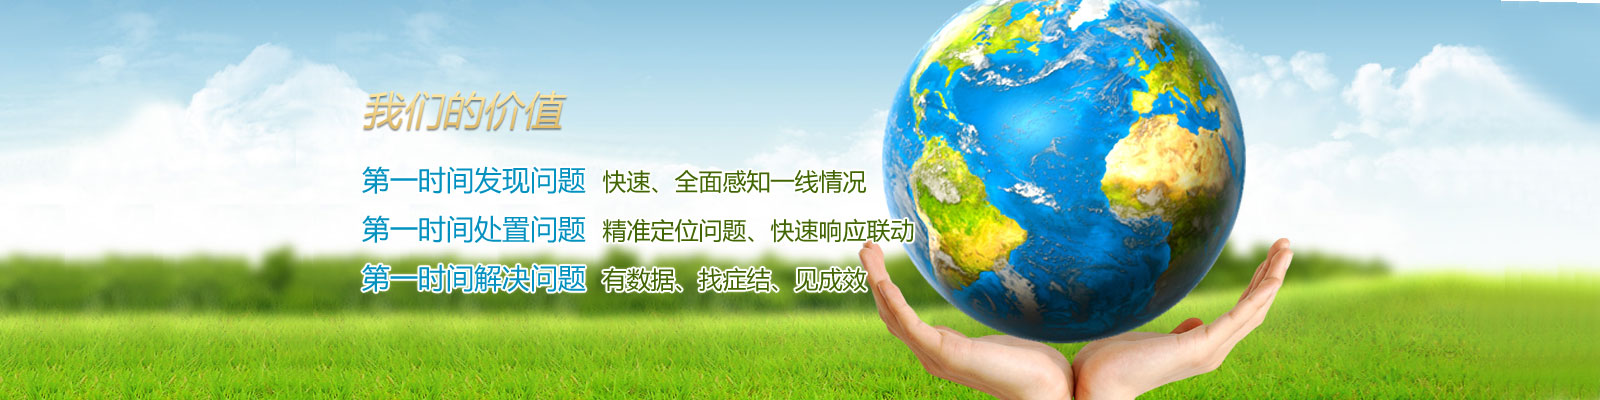 我们的价值
第一时间发现问题 快速、全面感知一线情况
第一时间处置问题 精准定位问题、快速响应联动
第一时间解决问题 有数据、找症结、见成效